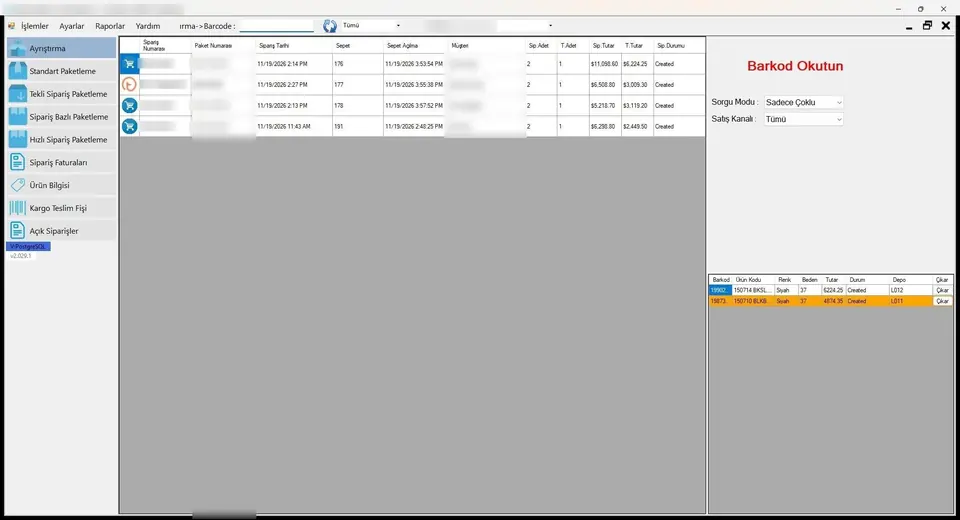 İşlemler Ayarlar Raporlar Yardım ırma->Barcode : Tümü
Ayrıştırma
Standart Paketleme
Tekli Sipariş Paketleme
Sipariş Bazlı Paketleme
Hızlı Sipariş Paketleme
Sipariş Faturaları
Ürün Bilgisi
Kargo Teslim Fişi
Açık Siparişler
V:PostgreSQL
v2.029.1
Sipariş Numarası Paket Numarası Sipariş Tarihi Sepet Sepet Açılma Müşteri Sip.Adet T.Adet Sip.Tutar T.Tutar Sip.Durumu
11/19/2026 2:14 PM 176 11/19/2026 3:53:54 PM 2 1 $11,098.60 $6,224.25 Created
11/19/2026 2:27 PM 177 11/19/2026 3:55:38 PM 2 1 $6,508.80 $3,009.30 Created
11/19/2026 2:13 PM 178 11/19/2026 3:57:52 PM 2 1 $5,218.70 $3,119.20 Created
11/19/2026 11:43 AM 191 11/19/2026 2:48:25 PM 2 1 $6,298.80 $2,449.50 Created
Barkod Okutun
Sorgu Modu : Sadece Çoklu
Satış Kanalı : Tümü
Barkod Ürün Kodu Renk Beden Tutar Durum Depo Çıkar
19902... 150714 BKSL... Siyah 37 6224.25 Created L012 Çıkar
19873... 150710 BLKB... Siyah 37 4874.35 Created L011 Çıkar